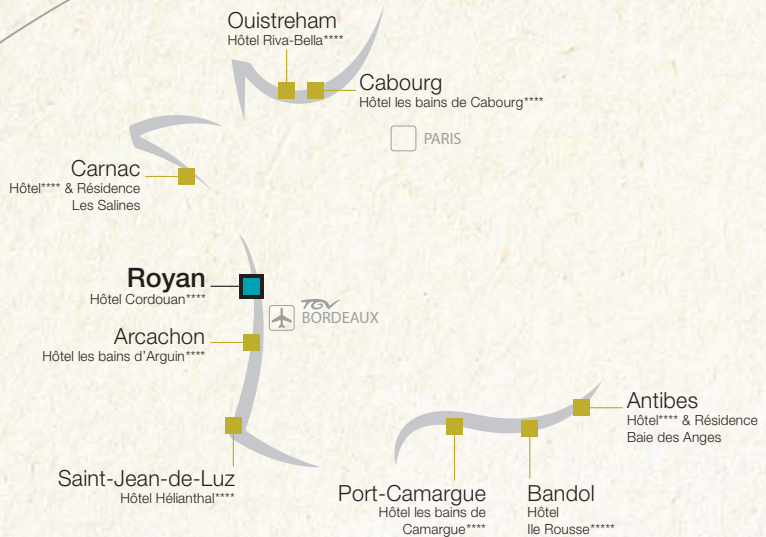 Ouistreham
Hôtel Riva-Bella****
Cabourg
Hôtel les bains de Cabourg****
PARIS
Carnac
Hôtel**** & Résidence
Les Salines
Royan
Hôtel Cordouan****
TGV
BORDEAUX
Arcachon
Hôtel les bains d'Arguin****
Antibes
Hôtel**** & Résidence
Baie des Anges
Saint-Jean-de-Luz
Hôtel Hélianthal****
Port-Camargue
Hôtel les bains de
Camargue****
Bandol
Hôtel
Ile Rousse*****